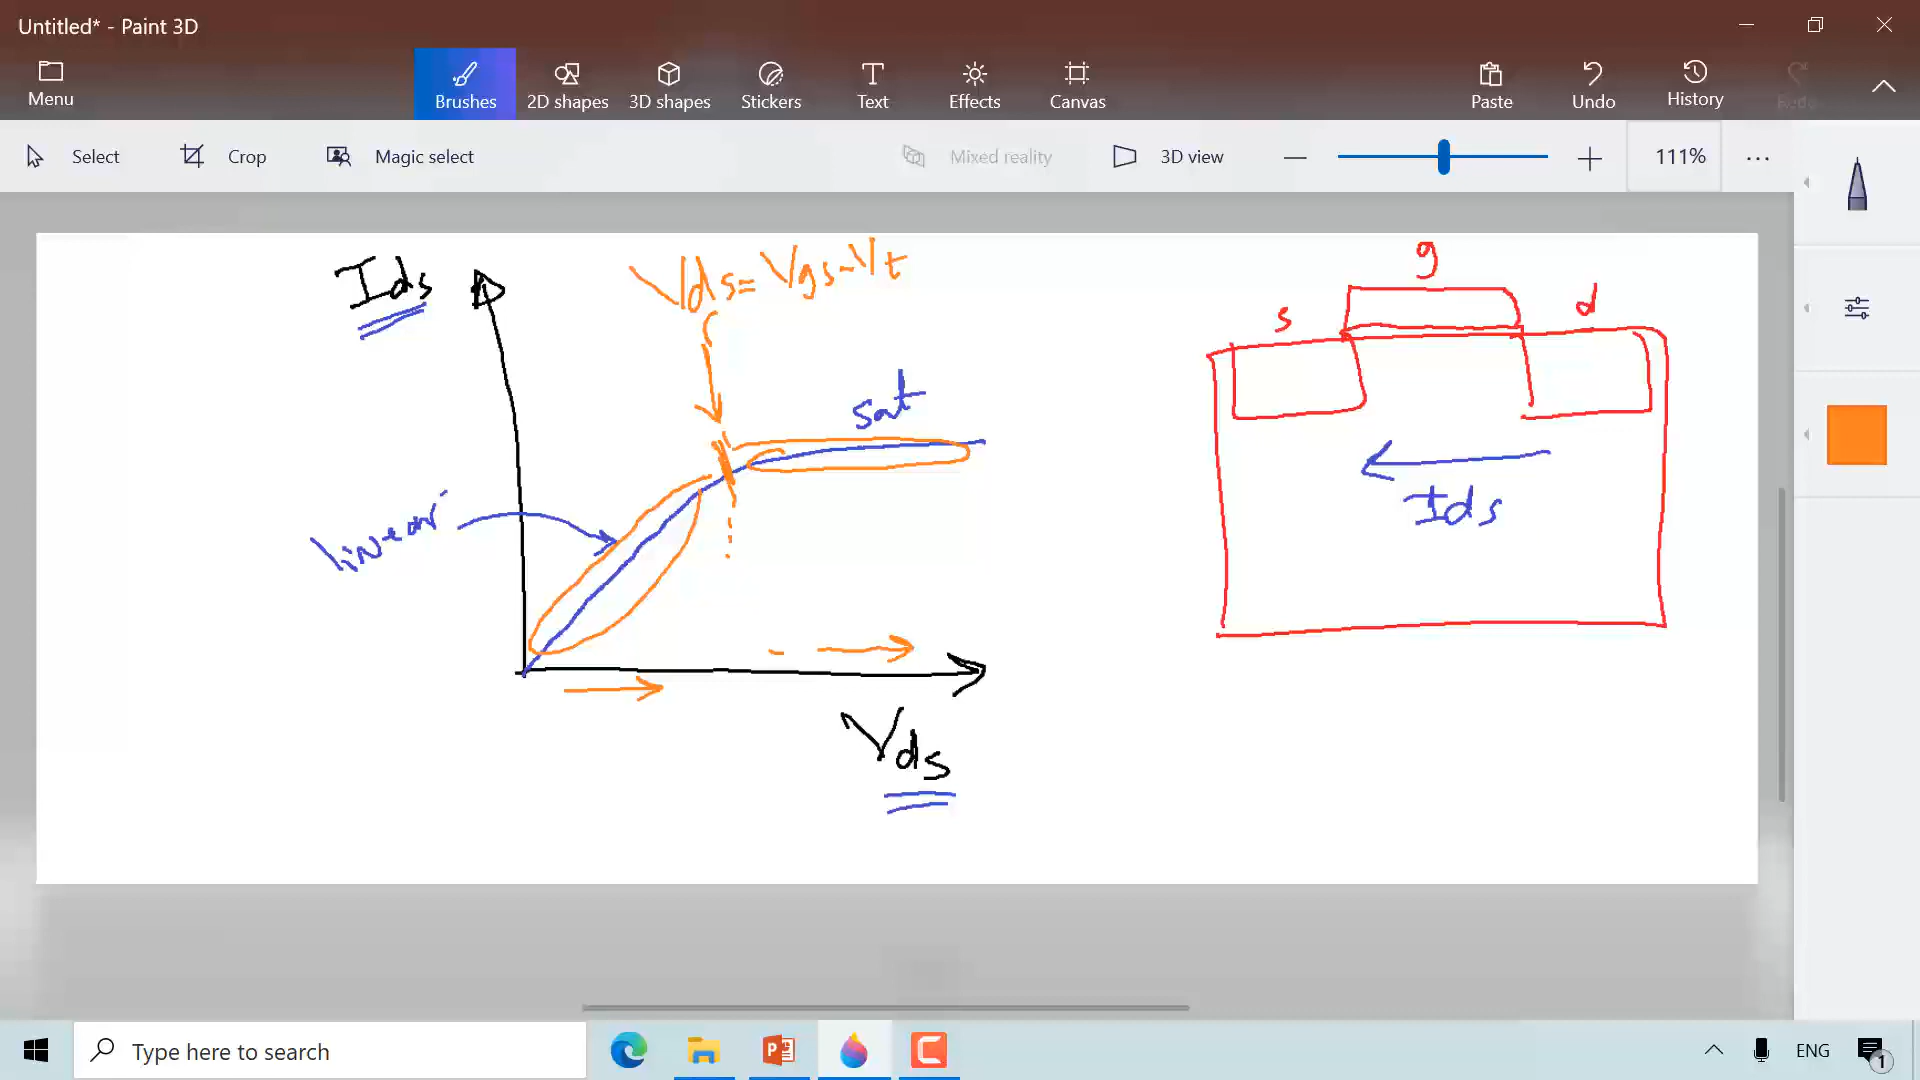 Untitled* - Paint 3D
Menu
Brushes
2D shapes
3D shapes
Stickers
Text
Effects
Canvas
Paste
Undo
History
Redo
Select
Crop
Magic select
Mixed reality
3D view
111%
Ids
Vds=Vgs-Vt
g
s
d
sat
linear
Ids
Vds
Type here to search
ENG
1